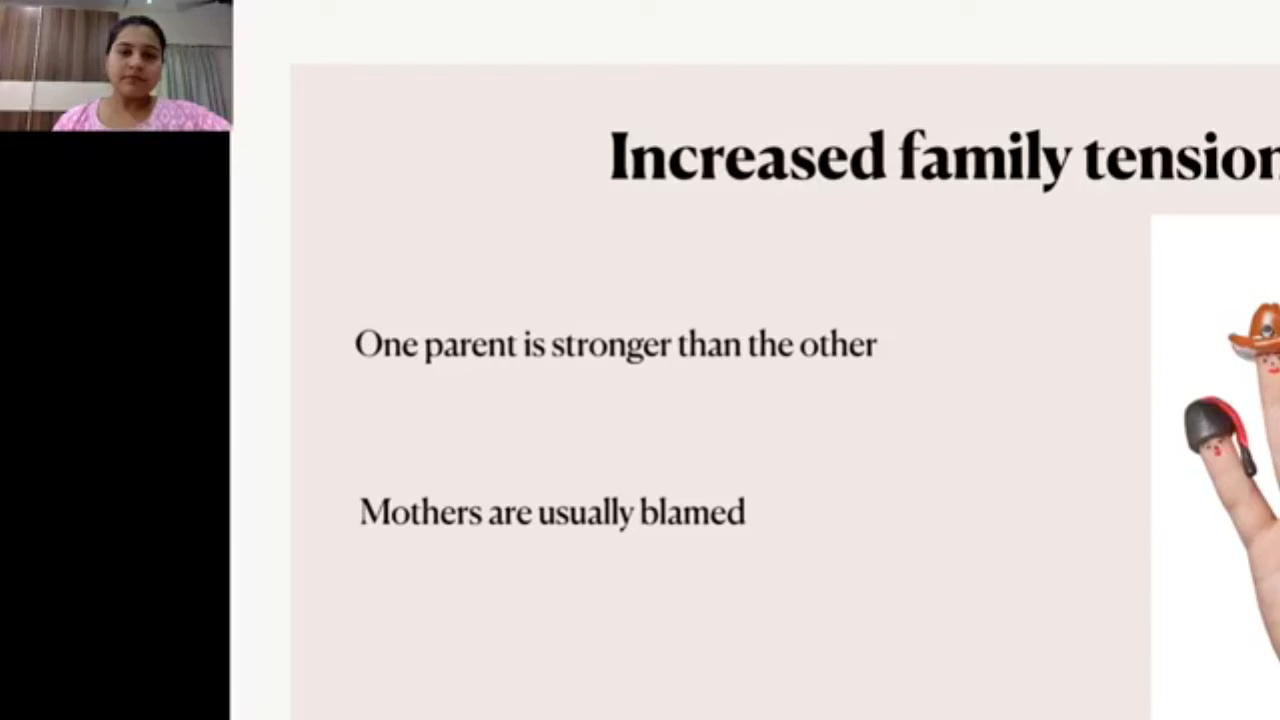 Increased family tension
One parent is stronger than the other
Mothers are usually blamed